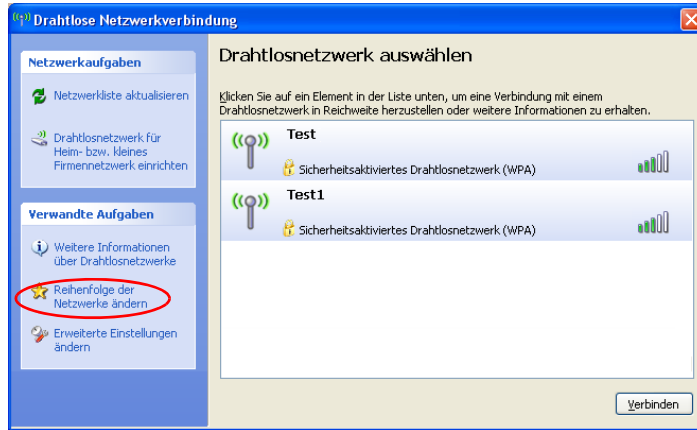 Drahtlose Netzwerkverbindung
Netzwerkaufgaben
Netzwerkliste aktualisieren
Drahtlosnetzwerk für
Heim- bzw. kleines
Firmennetzwerk einrichten
Verwandte Aufgaben
Weitere Informationen
über Drahtlosnetzwerke
Reihenfolge der
Netzwerke ändern
Erweiterte Einstellungen
ändern
Drahtlosnetzwerk auswählen
Klicken Sie auf ein Element in der Liste unten, um eine Verbindung mit einem
Drahtlosnetzwerk in Reichweite herzustellen oder weitere Informationen zu erhalten.
Test
Sicherheitsaktiviertes Drahtlosnetzwerk (WPA)
Test1
Sicherheitsaktiviertes Drahtlosnetzwerk (WPA)
Verbinden